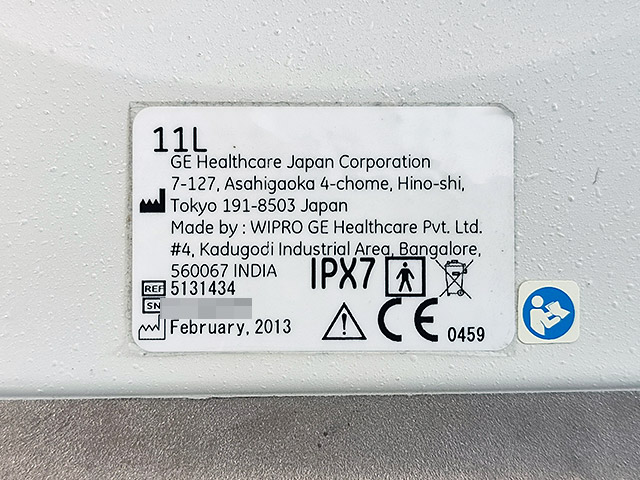 11L
GE Healthcare Japan Corporation
7-127, Asahigaoka 4-chome, Hino-shi,
Tokyo 191-8503 Japan
Made by : WIPRO GE Healthcare Pvt. Ltd.
#4, Kadugodi Industrial Area, Bangalore,
560067 INDIA
IPX7
REF 5131434
SN
February, 2013
CE 0459